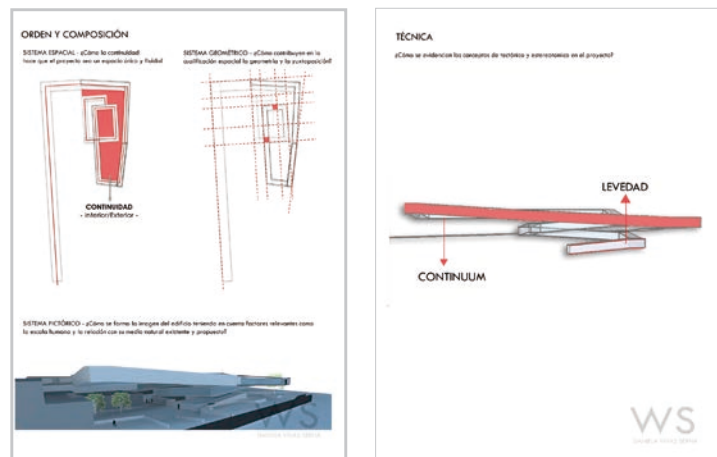 ORDEN Y COMPOSICIÓN
SISTEMA ESPACIAL - ¿Cómo la continuidad
hace que el proyecto sea un espacio único y fluido?
SISTEMA GEOMÉTRICO - ¿Cómo contribuyen en la
cualificación espacial la geometría y la yuxtaposición?
CONTINUIDAD
- Interior/Exterior -
SISTEMA PICTÓRICO - ¿Cómo se forma la imagen del edificio teniendo en cuenta factores relevantes como
la escala humana y la relación con su medio natural existente y propuesto?
WS
TÉCNICA
¿Cómo se evidencian los conceptos de tectónico y estereotómico en el proyecto?
LEVEDAD
CONTINUUM
WS